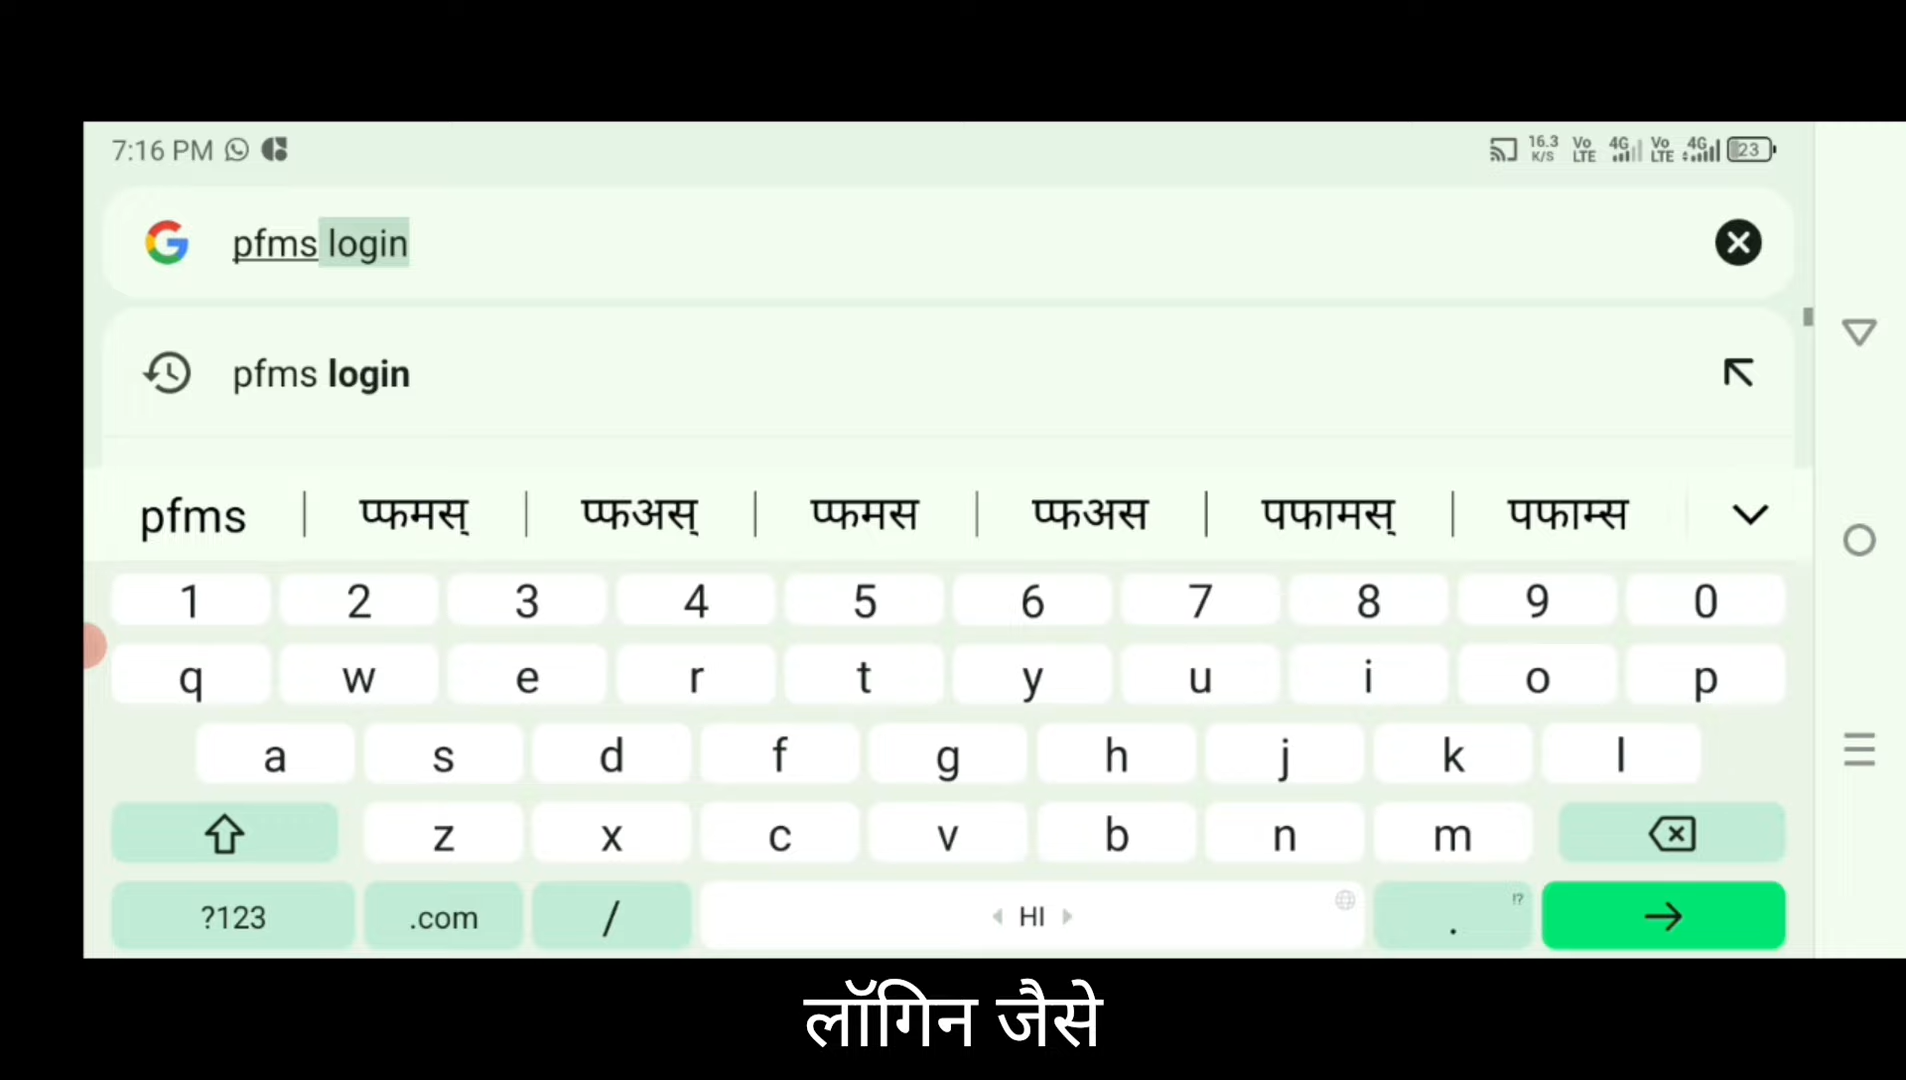 7:16 PM 16.3 K/S Vo LTE 4G Vo LTE 4G 23
pfms login
pfms login
pfms प्फमस् प्फअस् प्फमस प्फअस पफामस् पफाम्स
1 2 3 4 5 6 7 8 9 0
q w e r t y u i o p
a s d f g h j k l
z x c v b n m
?123 .com / HI . !?
लॉगिन जैसे